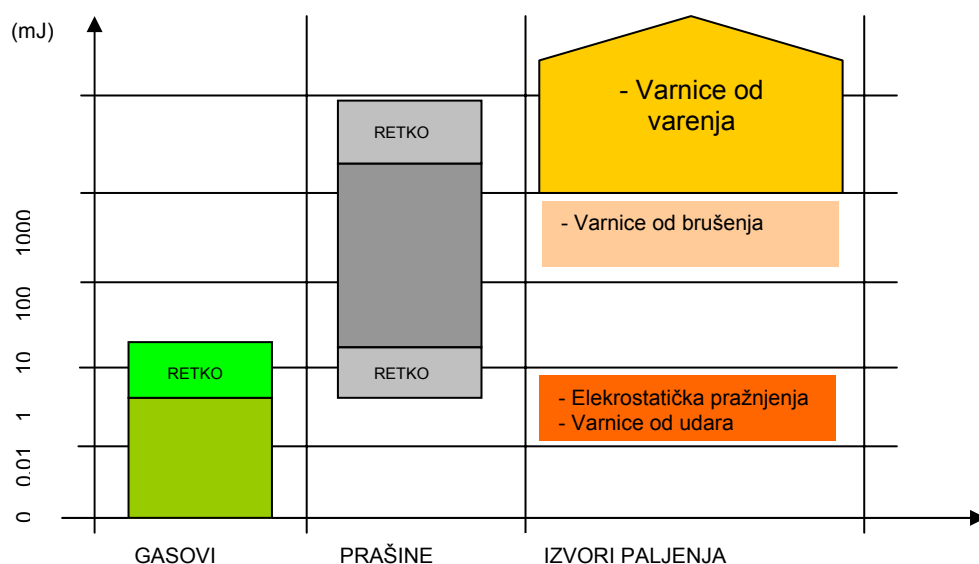 (mJ)
- Varnice od
varenja
RETKO
- Varnice od brušenja
1000
100
10
1
0.01
0
RETKO
RETKO
- Elekrostatička pražnjenja
- Varnice od udara
GASOVI
PRAŠINE
IZVORI PALJENJA